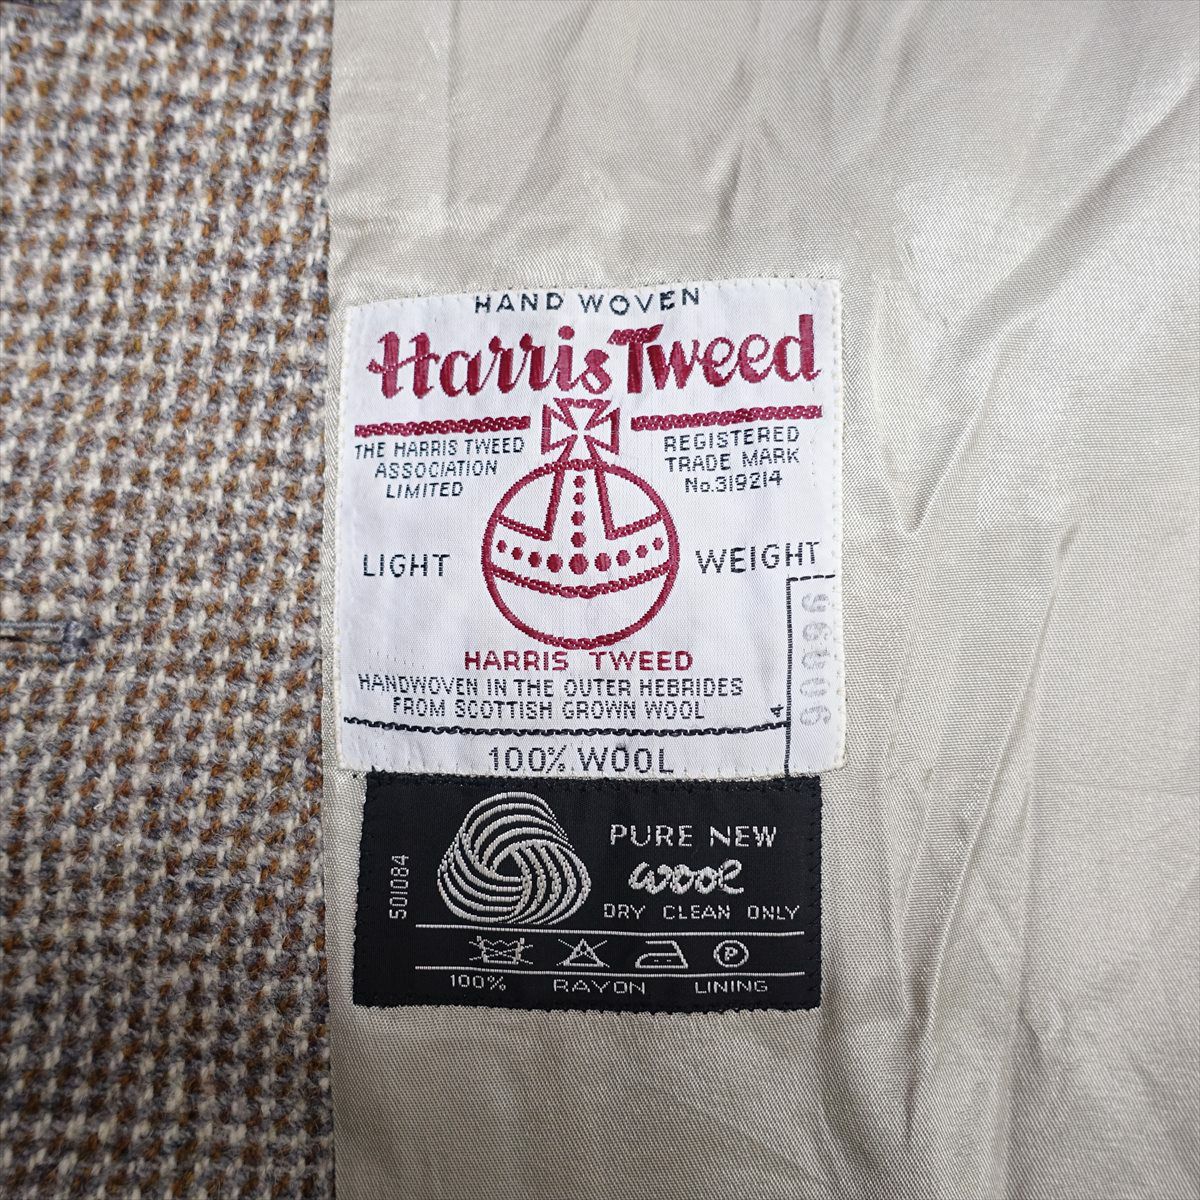 HAND WOVEN
Harris Tweed
THE HARRIS TWEED
ASSOCIATION
LIMITED
REGISTERED
TRADE MARK
No.319214
LIGHT WEIGHT
HARRIS TWEED
HANDWOVEN IN THE OUTER HEBRIDES
FROM SCOTTISH GROWN WOOL
4
100% WOOL
501084
PURE NEW
wool
DRY CLEAN ONLY
P
100% RAYON LINING